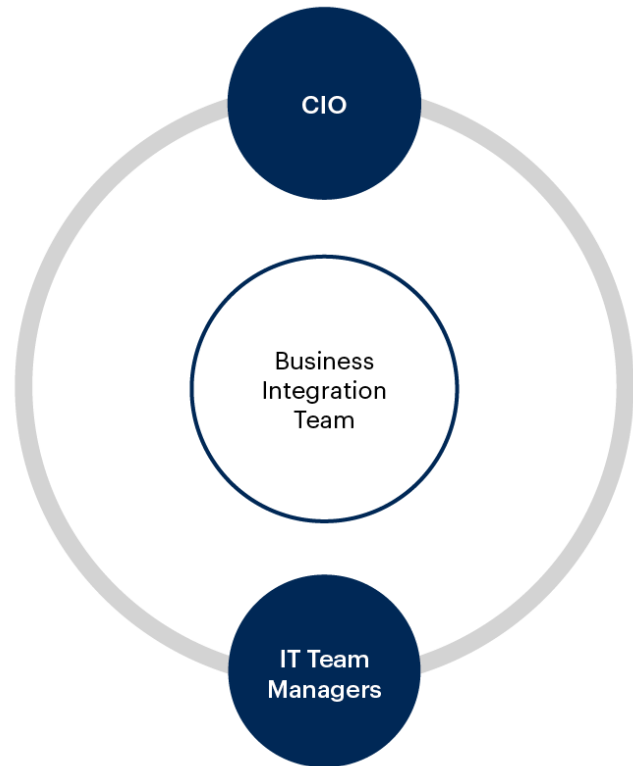 CIO
Business
Integration
Team
IT Team
Managers